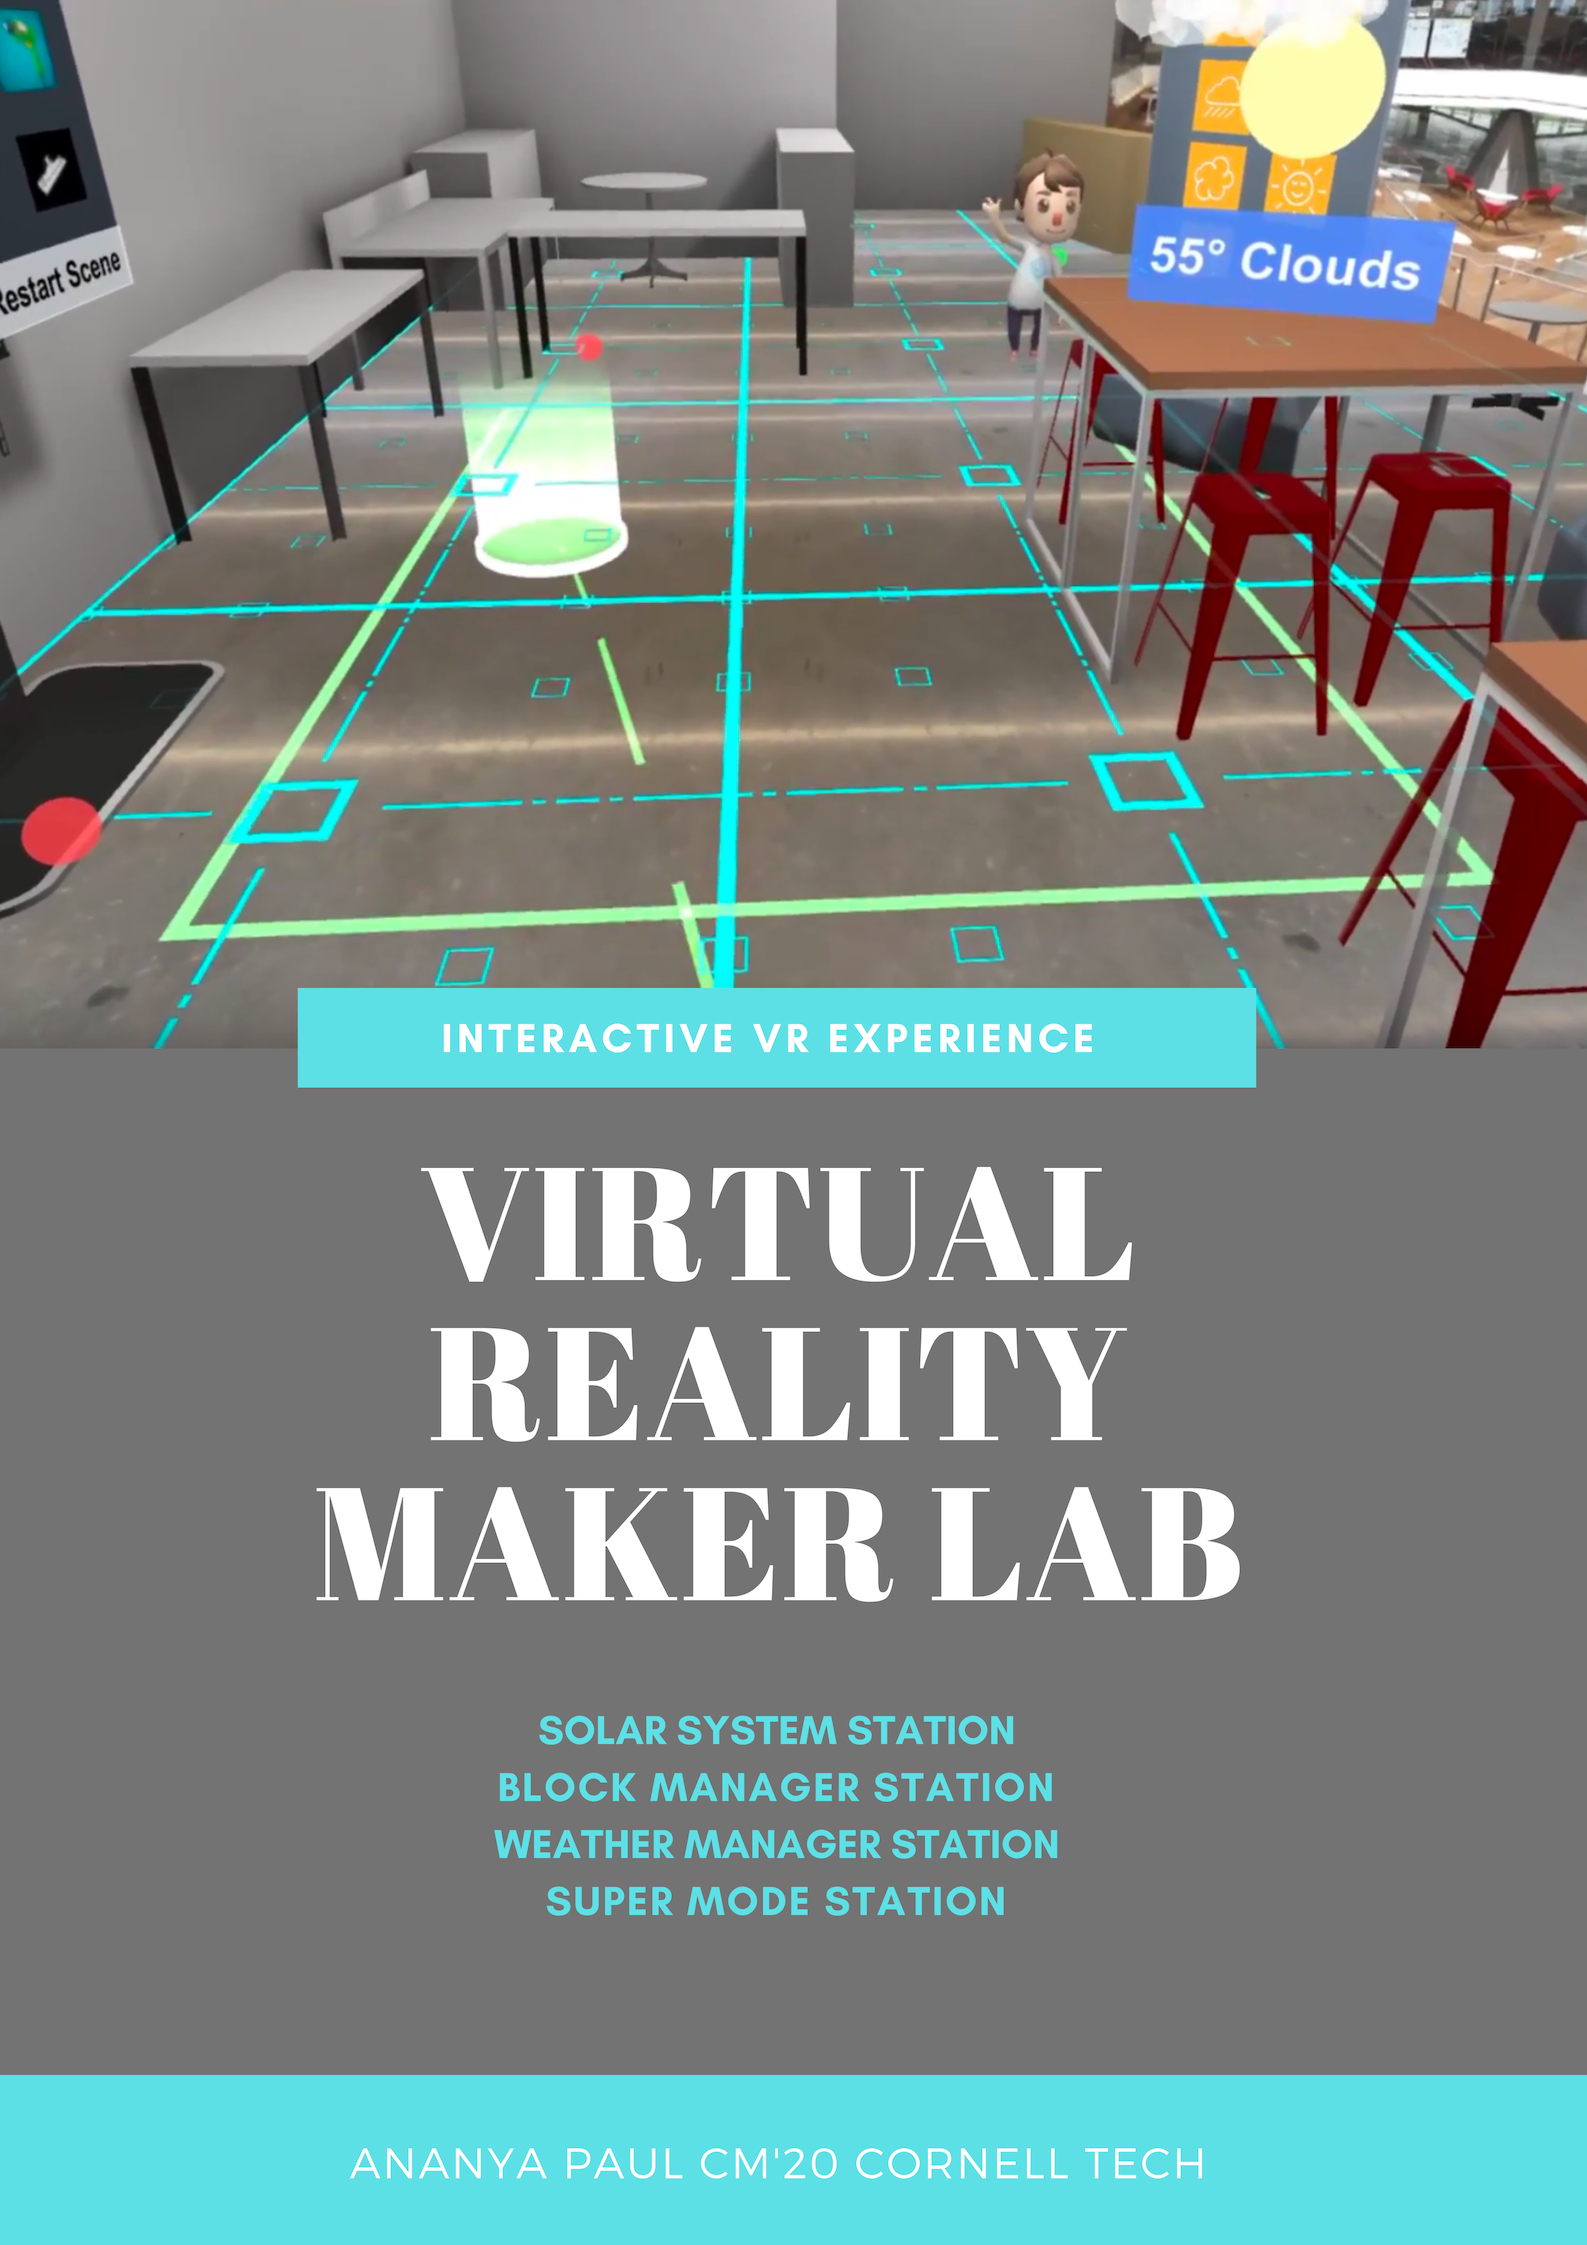 Restart Scene
55° Clouds
INTERACTIVE VR EXPERIENCE
VIRTUAL
REALITY
MAKER LAB
SOLAR SYSTEM STATION
BLOCK MANAGER STATION
WEATHER MANAGER STATION
SUPER MODE STATION
ANANYA PAUL CM'20 CORNELL TECH